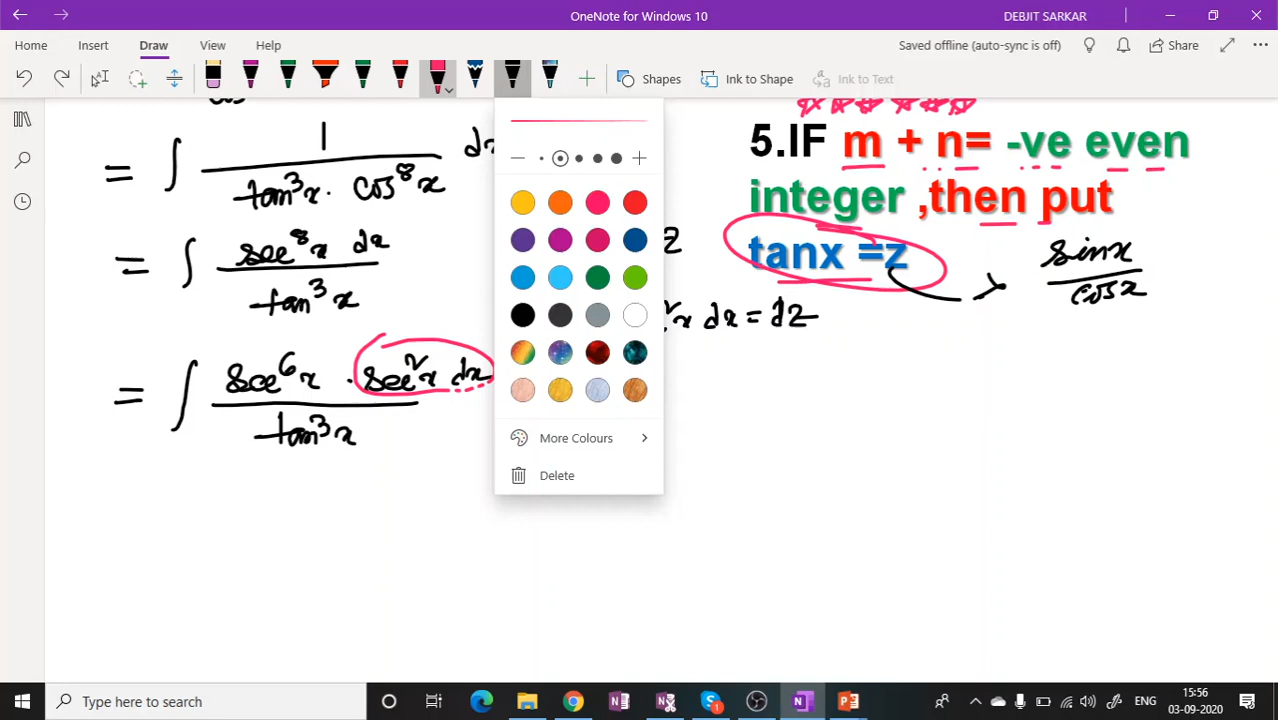 OneNote for Windows 10
DEBJIT SARKAR
Home Insert Draw View Help
Saved offline (auto-sync is off)
Share
Shapes
Ink to Shape
Ink to Text
= ∫ 1 / (tan³x · cos⁸x)
= ∫ sec⁸x dx / tan³x
= ∫ sec⁶x · sec²x dx / tan³x
z
²x dx = dz
5.IF m + n= -ve even
integer ,then put
tanx =z
sinx / cosx
More Colours
Delete
Type here to search
ENG
15:56
03-09-2020